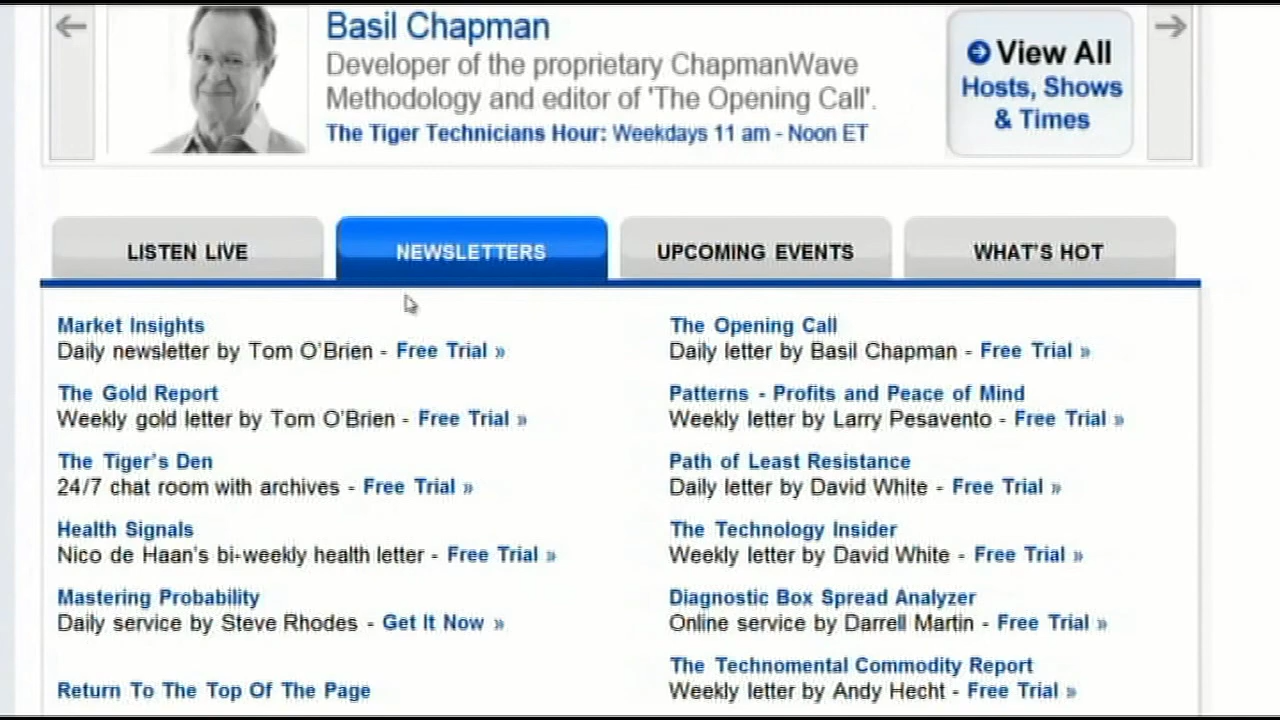 Basil Chapman
Developer of the proprietary ChapmanWave
Methodology and editor of 'The Opening Call'.
The Tiger Technicians Hour: Weekdays 11 am - Noon ET
View All
Hosts, Shows
& Times
LISTEN LIVE
NEWSLETTERS
UPCOMING EVENTS
WHAT'S HOT
Market Insights
Daily newsletter by Tom O'Brien - Free Trial »
The Gold Report
Weekly gold letter by Tom O'Brien - Free Trial »
The Tiger's Den
24/7 chat room with archives - Free Trial »
Health Signals
Nico de Haan's bi-weekly health letter - Free Trial »
Mastering Probability
Daily service by Steve Rhodes - Get It Now »
Return To The Top Of The Page
The Opening Call
Daily letter by Basil Chapman - Free Trial »
Patterns - Profits and Peace of Mind
Weekly letter by Larry Pesavento - Free Trial »
Path of Least Resistance
Daily letter by David White - Free Trial »
The Technology Insider
Weekly letter by David White - Free Trial »
Diagnostic Box Spread Analyzer
Online service by Darrell Martin - Free Trial »
The Technomental Commodity Report
Weekly letter by Andy Hecht - Free Trial »